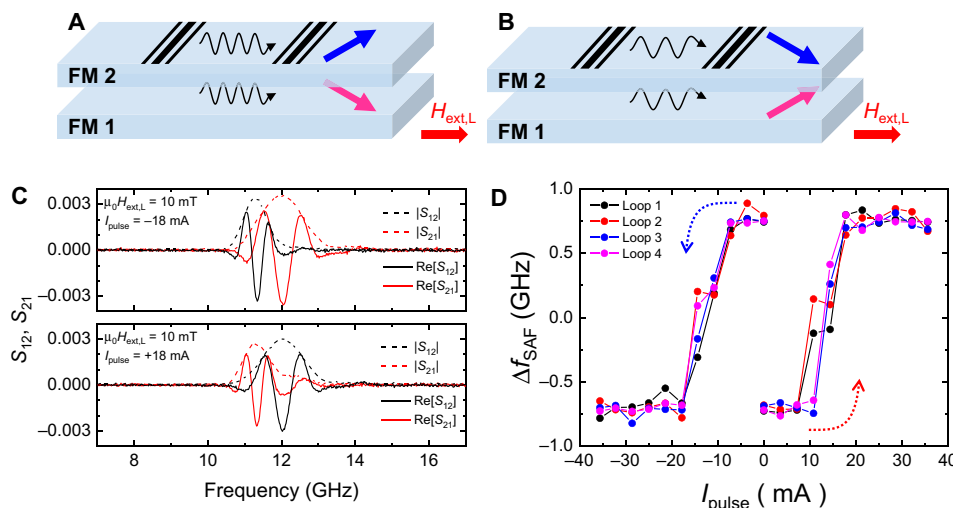 A
FM 2
FM 1
H_ext,L
B
FM 2
FM 1
H_ext,L
C
μ₀H_ext,L = 10 mT
I_pulse = –18 mA
|S₁₂|
|S₂₁|
Re[S₁₂]
Re[S₂₁]
0.003
0.000
−0.003
μ₀H_ext,L = 10 mT
I_pulse = +18 mA
|S₁₂|
|S₂₁|
Re[S₁₂]
Re[S₂₁]
0.003
0.000
−0.003
S₁₂, S₂₁
8 10 12 14 16
Frequency (GHz)
D
Loop 1
Loop 2
Loop 3
Loop 4
1.0
0.5
0.0
−0.5
−1.0
Δf_SAF (GHz)
−40 −30 −20 −10 0 10 20 30 40
I_pulse ( mA )